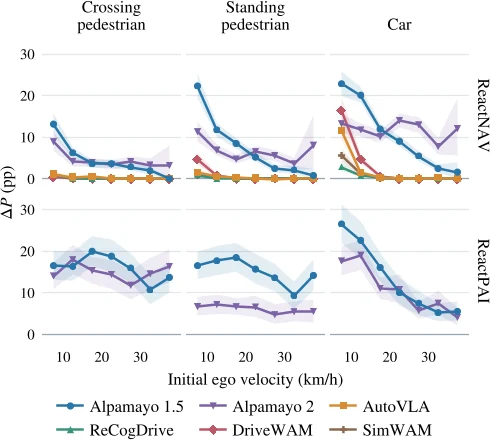 Crossing pedestrian
Standing pedestrian
Car
30
20
10
0
ReactNAV
ΔP (pp)
30
20
10
0
ReactPAI
10 20 30
10 20 30
10 20 30
Initial ego velocity (km/h)
Alpamayo 1.5
Alpamayo 2
AutoVLA
ReCogDrive
DriveWAM
SimWAM